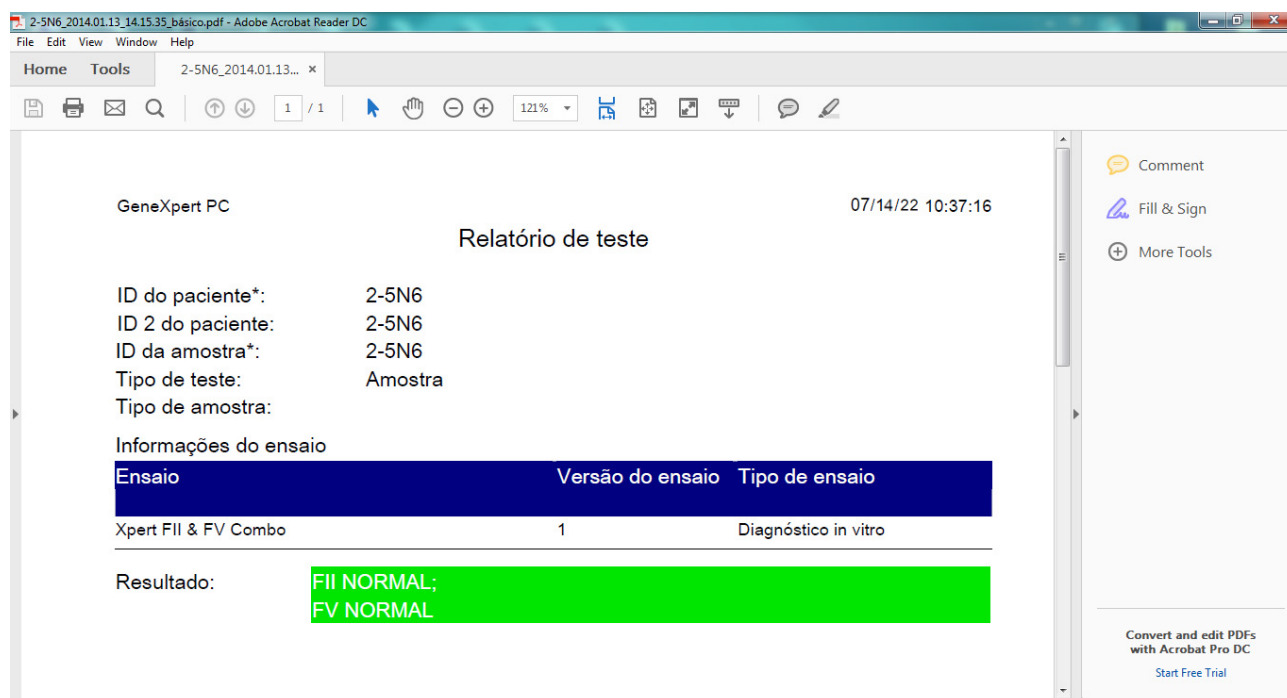 2-5N6_2014.01.13_14.15.35_básico.pdf - Adobe Acrobat Reader DC
File Edit View Window Help
Home Tools 2-5N6_2014.01.13... ×
1 / 1 121%
GeneXpert PC 07/14/22 10:37:16
Relatório de teste
ID do paciente*: 2-5N6
ID 2 do paciente: 2-5N6
ID da amostra*: 2-5N6
Tipo de teste: Amostra
Tipo de amostra:
Informações do ensaio
Ensaio Versão do ensaio Tipo de ensaio
Xpert FII & FV Combo 1 Diagnóstico in vitro
Resultado: FII NORMAL;
FV NORMAL
Comment
Fill & Sign
More Tools
Convert and edit PDFs
with Acrobat Pro DC
Start Free Trial